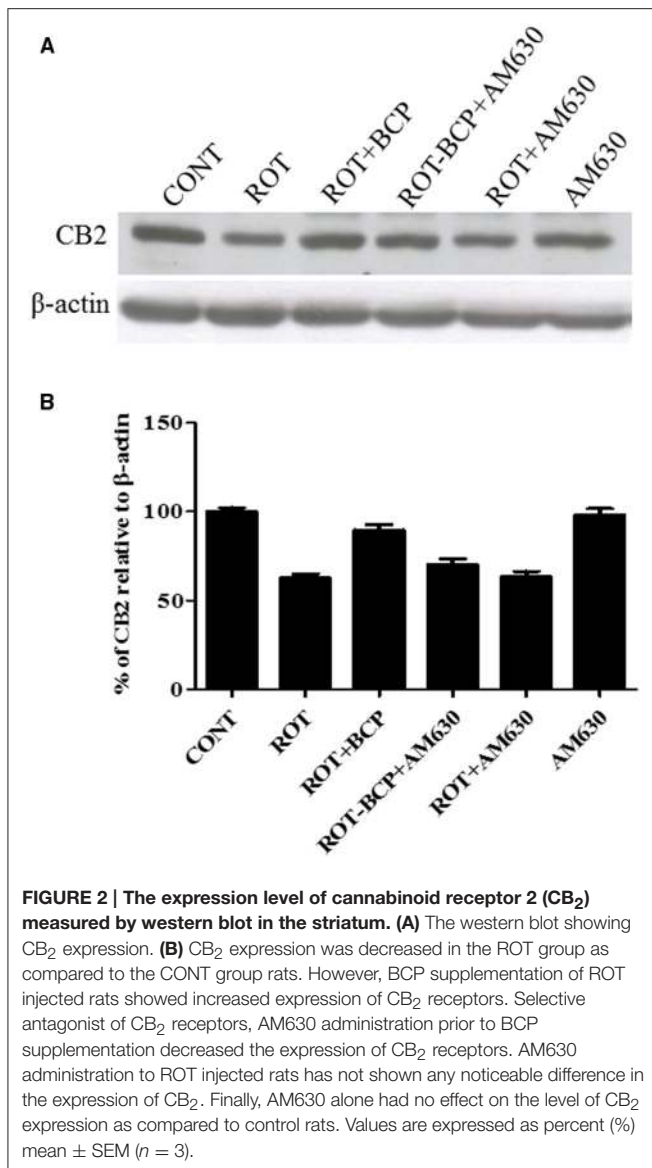 A
CONT
ROT
ROT+BCP
ROT-BCP+AM630
ROT+AM630
AM630
CB2
β-actin
B
% of CB2 relative to β-actin
150
100
50
0
CONT
ROT
ROT+BCP
ROT-BCP+AM630
ROT+AM630
AM630
FIGURE 2 | The expression level of cannabinoid receptor 2 (CB₂)
measured by western blot in the striatum. (A) The western blot showing
CB₂ expression. (B) CB₂ expression was decreased in the ROT group as
compared to the CONT group rats. However, BCP supplementation of ROT
injected rats showed increased expression of CB₂ receptors. Selective
antagonist of CB₂ receptors, AM630 administration prior to BCP
supplementation decreased the expression of CB₂ receptors. AM630
administration to ROT injected rats has not shown any noticeable difference in
the expression of CB₂. Finally, AM630 alone had no effect on the level of CB₂
expression as compared to control rats. Values are expressed as percent (%)
mean ± SEM (n = 3).